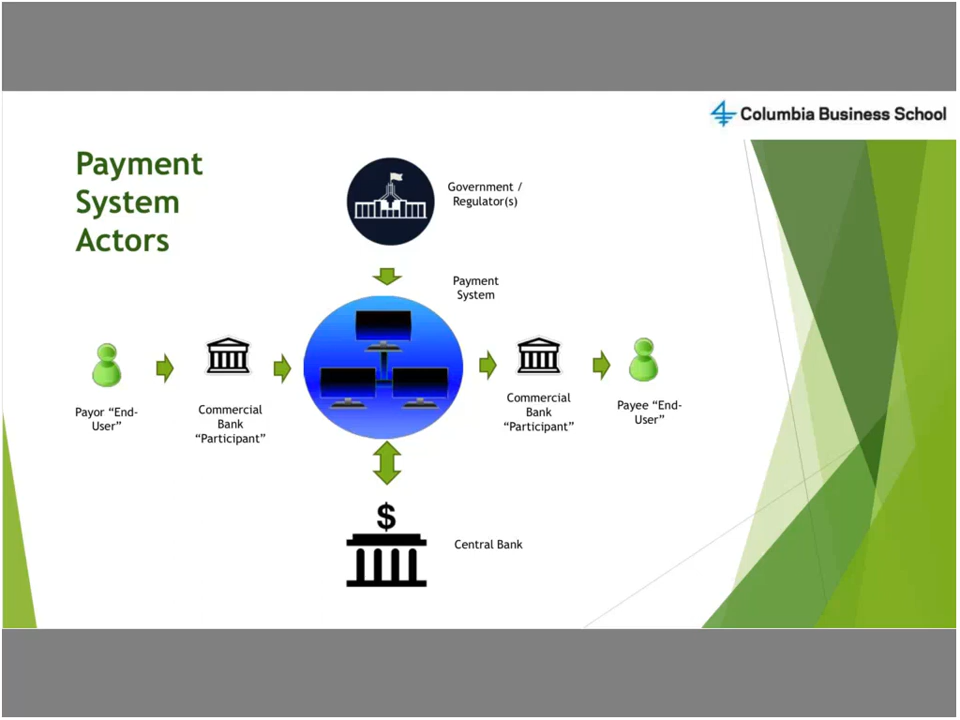 Columbia Business School
Payment
System
Actors
Government /
Regulator(s)
Payment
System
Payor “End-
User”
Commercial
Bank
“Participant”
Commercial
Bank
“Participant”
Payee “End-
User”
$
Central Bank